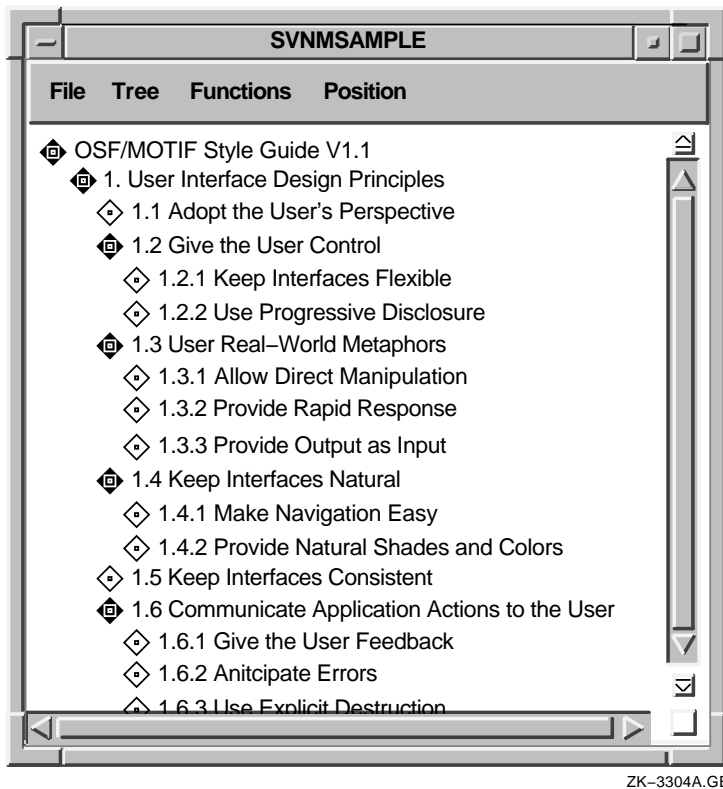 SVNMSAMPLE
File Tree Functions Position
OSF/MOTIF Style Guide V1.1
1. User Interface Design Principles
1.1 Adopt the User's Perspective
1.2 Give the User Control
1.2.1 Keep Interfaces Flexible
1.2.2 Use Progressive Disclosure
1.3 User Real–World Metaphors
1.3.1 Allow Direct Manipulation
1.3.2 Provide Rapid Response
1.3.3 Provide Output as Input
1.4 Keep Interfaces Natural
1.4.1 Make Navigation Easy
1.4.2 Provide Natural Shades and Colors
1.5 Keep Interfaces Consistent
1.6 Communicate Application Actions to the User
1.6.1 Give the User Feedback
1.6.2 Anitcipate Errors
1.6.3 Use Explicit Destruction
ZK–3304A.GE